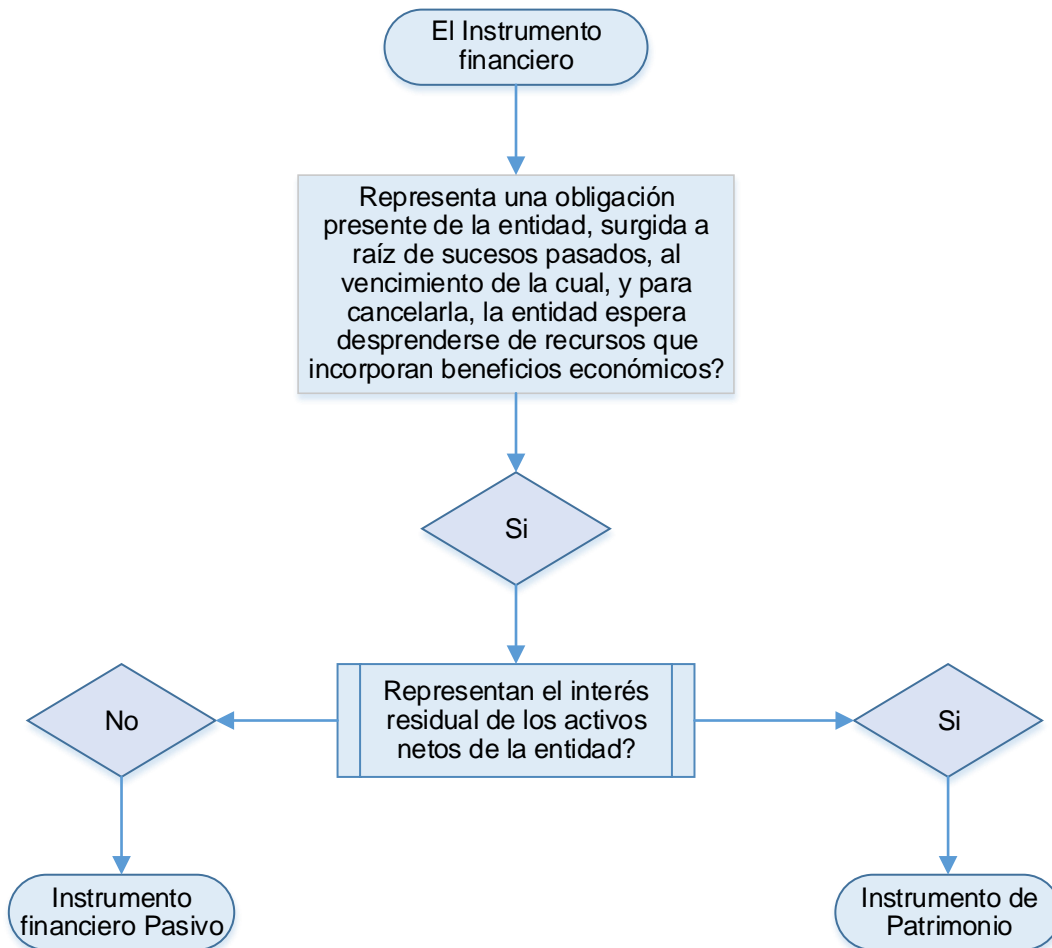 El Instrumento
financiero
Representa una obligación
presente de la entidad, surgida a
raíz de sucesos pasados, al
vencimiento de la cual, y para
cancelarla, la entidad espera
desprenderse de recursos que
incorporan beneficios económicos?
Si
No
Representan el interés
residual de los activos
netos de la entidad?
Si
Instrumento
financiero Pasivo
Instrumento de
Patrimonio